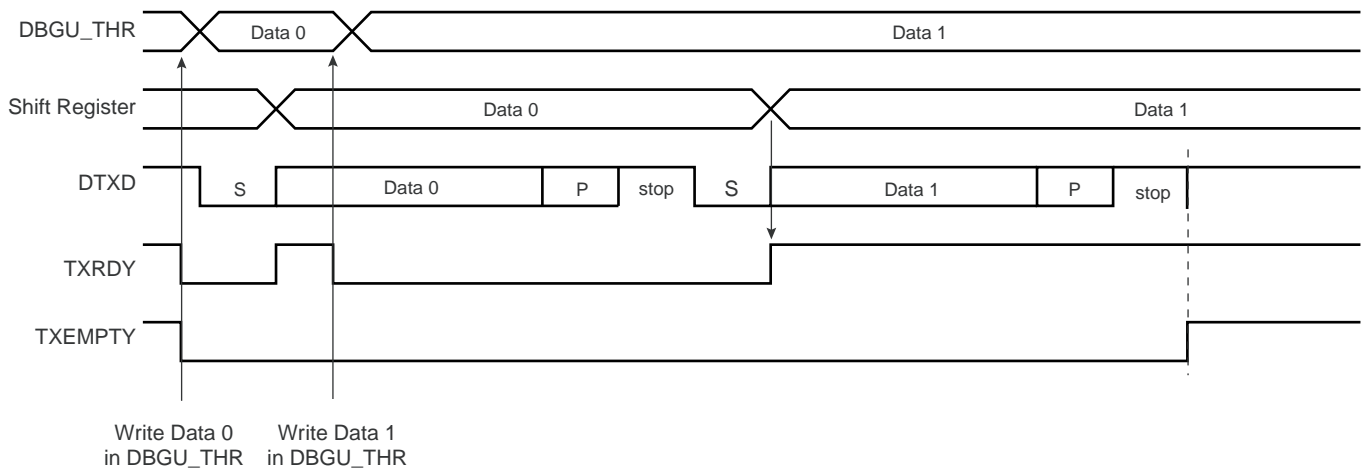 DBGU_THR
Data 0
Data 1
Shift Register
Data 0
Data 1
DTXD
S
Data 0
P
stop
S
Data 1
P
stop
TXRDY
TXEMPTY
Write Data 0
in DBGU_THR
Write Data 1
in DBGU_THR